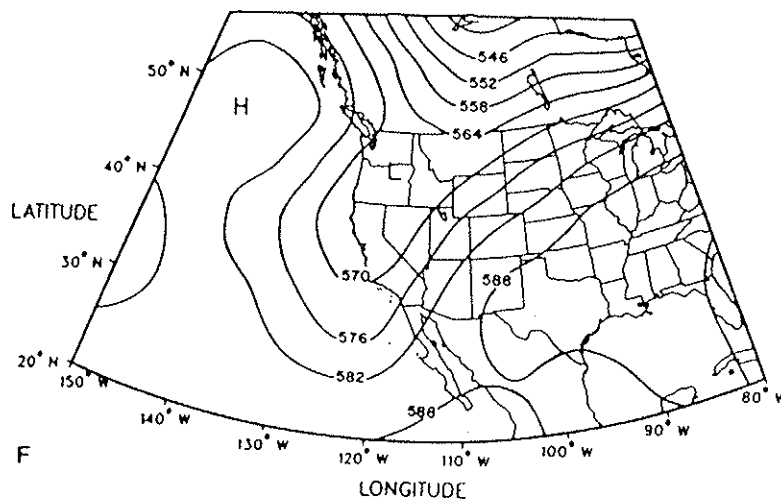 546
552
558
564
50° N
H
40° N
L
LATITUDE
30° N
570
588
576
582
20° N
150° W
588
80° W
140° W
90° W
130° W
100° W
120° W
110° W
F
LONGITUDE